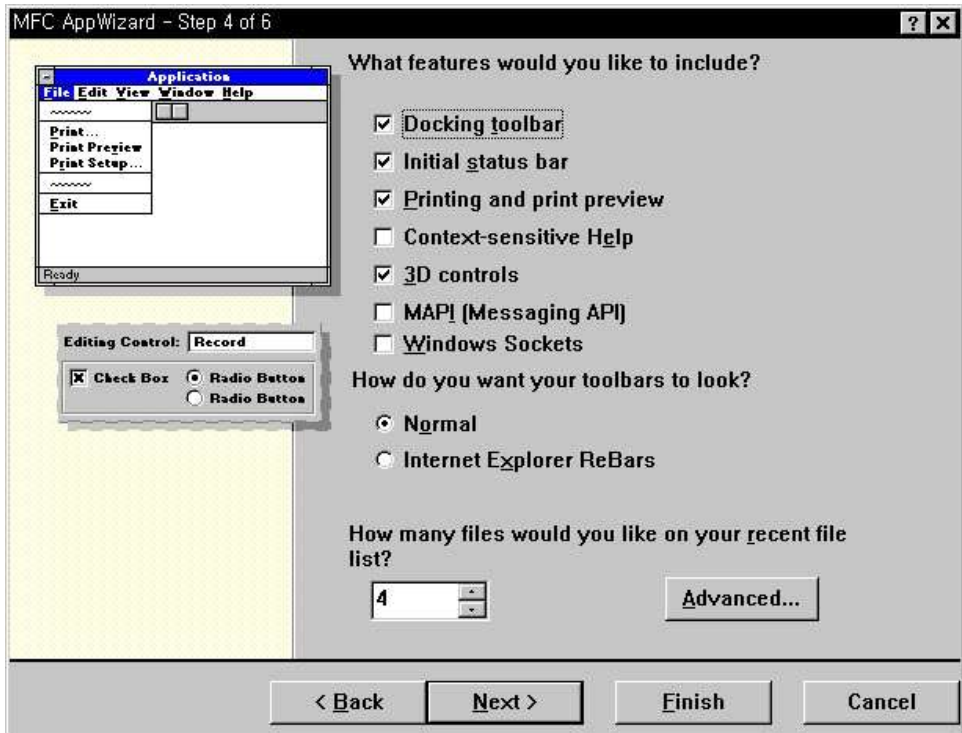 MFC AppWizard - Step 4 of 6
Application
File Edit View Window Help
Print...
Print Preview
Print Setup...
Exit
Ready
Editing Control: Record
Check Box
Radio Button
Radio Button
What features would you like to include?
Docking toolbar
Initial status bar
Printing and print preview
Context-sensitive Help
3D controls
MAPI (Messaging API)
Windows Sockets
How do you want your toolbars to look?
Normal
Internet Explorer ReBars
How many files would you like on your recent file
list?
4
Advanced...
< Back
Next >
Finish
Cancel